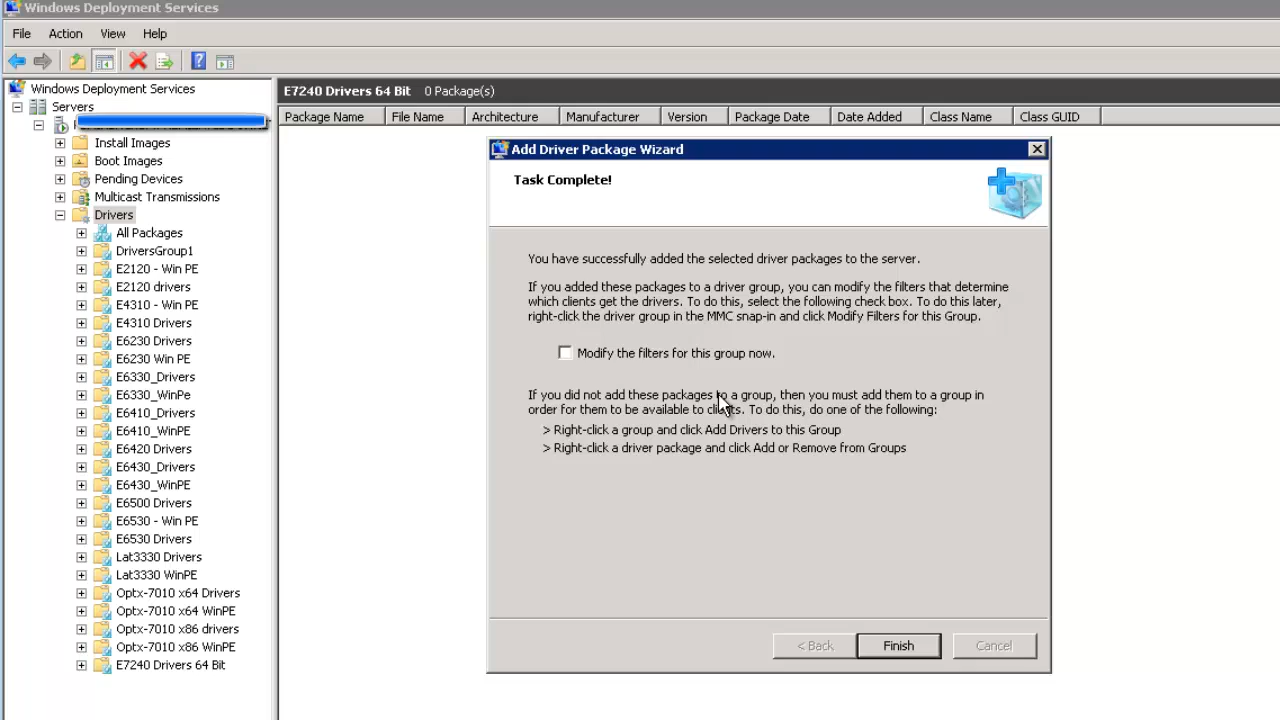 Windows Deployment Services
File Action View Help
Windows Deployment Services
Servers
Install Images
Boot Images
Pending Devices
Multicast Transmissions
Drivers
All Packages
DriversGroup1
E2120 - Win PE
E2120 drivers
E4310 - Win PE
E4310 Drivers
E6230 Drivers
E6230 Win PE
E6330_Drivers
E6330_WinPe
E6410_Drivers
E6410_WinPE
E6420 Drivers
E6430_Drivers
E6430_WinPE
E6500 Drivers
E6530 - Win PE
E6530 Drivers
Lat3330 Drivers
Lat3330 WinPE
Optx-7010 x64 Drivers
Optx-7010 x64 WinPE
Optx-7010 x86 drivers
Optx-7010 x86 WinPE
E7240 Drivers 64 Bit
E7240 Drivers 64 Bit 0 Package(s)
Package Name File Name Architecture Manufacturer Version Package Date Date Added Class Name Class GUID
Add Driver Package Wizard
Task Complete!
You have successfully added the selected driver packages to the server.
If you added these packages to a driver group, you can modify the filters that determine
which clients get the drivers. To do this, select the following check box. To do this later,
right-click the driver group in the MMC snap-in and click Modify Filters for this Group.
Modify the filters for this group now.
If you did not add these packages to a group, then you must add them to a group in
order for them to be available to clients. To do this, do one of the following:
> Right-click a group and click Add Drivers to this Group
> Right-click a driver package and click Add or Remove from Groups
< Back Finish Cancel